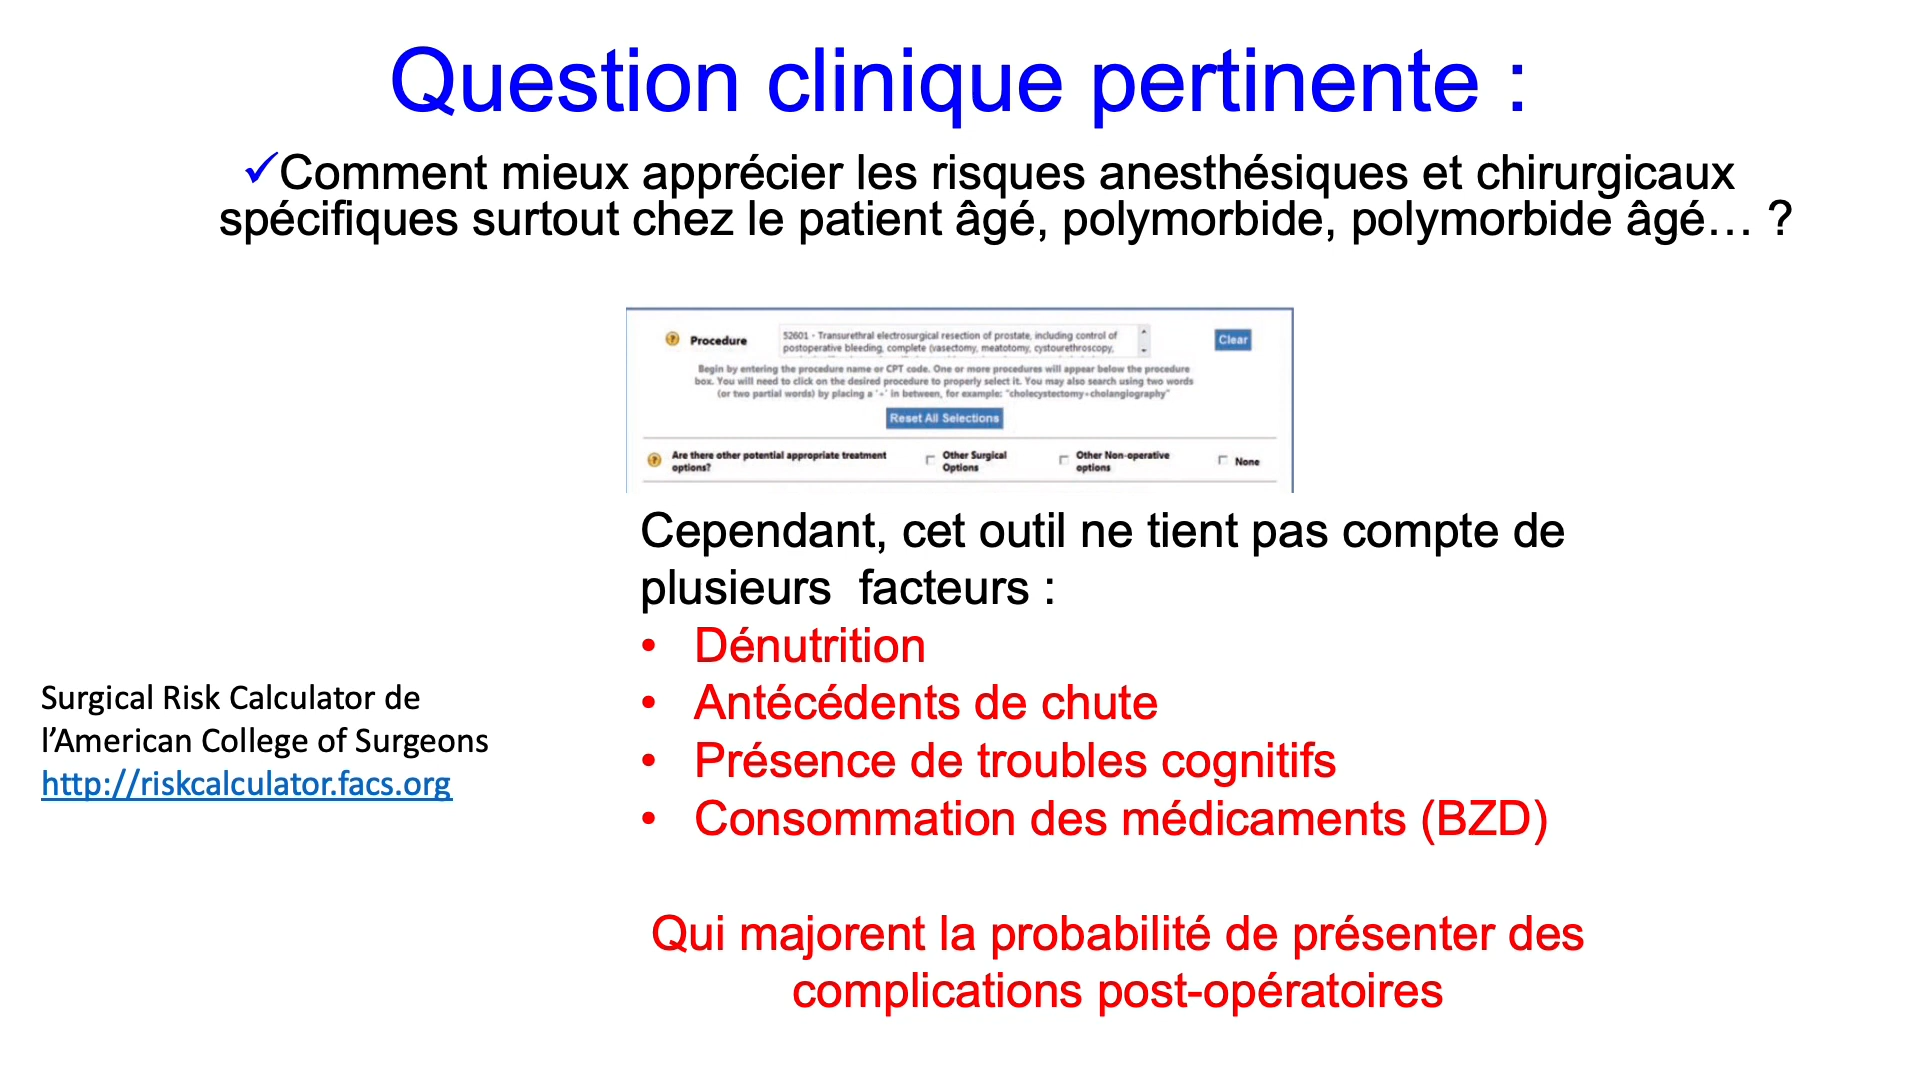 Question clinique pertinente :
✓Comment mieux apprécier les risques anesthésiques et chirurgicaux
spécifiques surtout chez le patient âgé, polymorbide, polymorbide âgé… ?
Procedure
52601 - Transurethral electrosurgical resection of prostate, including control of
postoperative bleeding, complete (vasectomy, meatotomy, cystourethroscopy,
Clear
Begin by entering the procedure name or CPT code. One or more procedures will appear below the procedure
box. You will need to click on the desired procedure to properly select it. You may also search using two words
(or two partial words) by placing a '+' in between, for example: "cholecystectomy+cholangiography"
Reset All Selections
Are there other potential appropriate treatment
options?
Other Surgical
Options
Other Non-operative
options
None
Cependant, cet outil ne tient pas compte de
plusieurs facteurs :
• Dénutrition
• Antécédents de chute
• Présence de troubles cognitifs
• Consommation des médicaments (BZD)
Surgical Risk Calculator de
l’American College of Surgeons
http://riskcalculator.facs.org
Qui majorent la probabilité de présenter des
complications post-opératoires